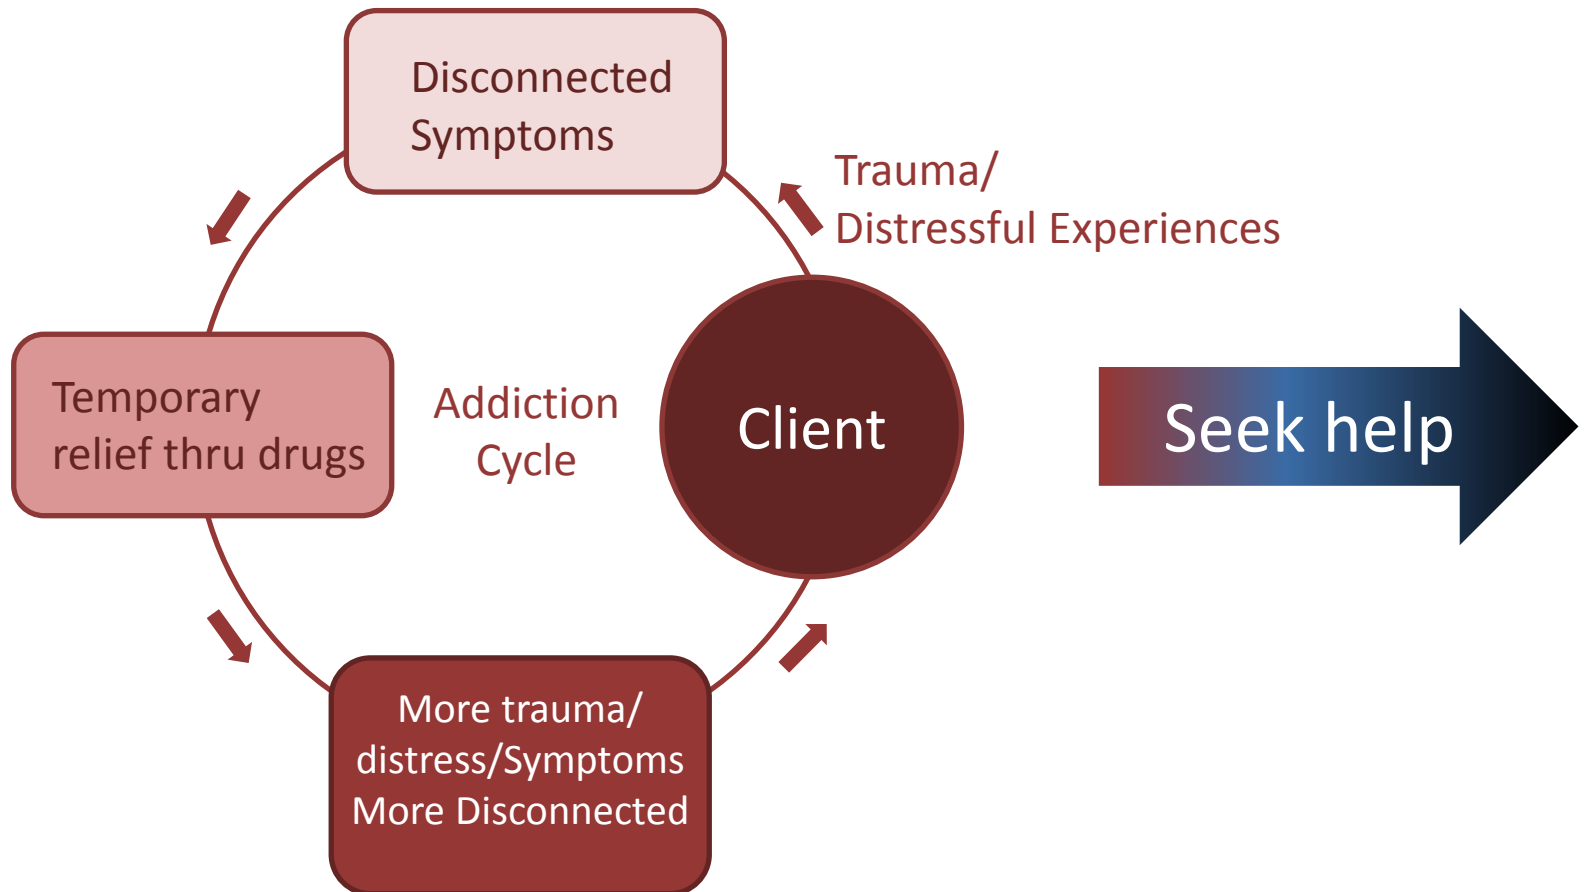 Disconnected
Symptoms
Trauma/
Distressful Experiences
Temporary
relief thru drugs
Addiction
Cycle
Client
Seek help
More trauma/
distress/Symptoms
More Disconnected